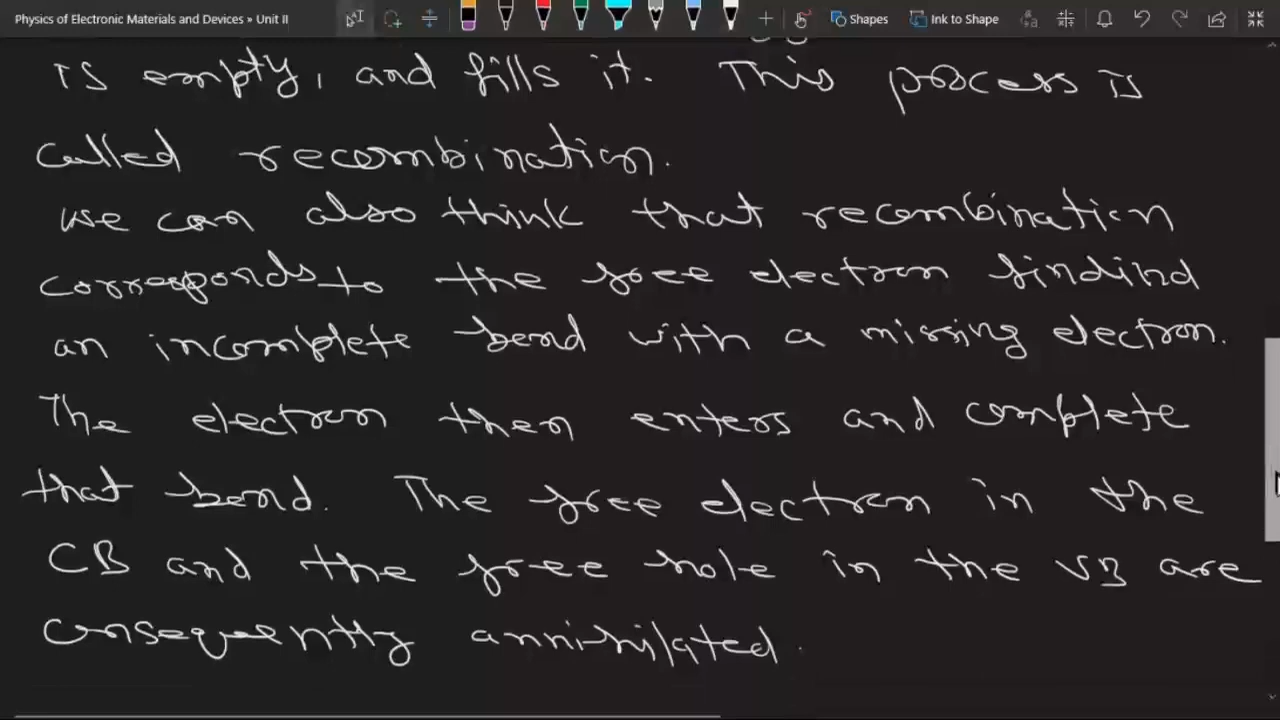 Physics of Electronic Materials and Devices » Unit II
Shapes
Ink to Shape
is empty, and fills it. This process is
called recombination.
we can also think that recombination
corresponds to the free electron findind
an incomplete bond with a missing electron.
The electron then enters and complete
that bond. The free electron in the
CB and the free hole in the VB are
consequently annihilated.